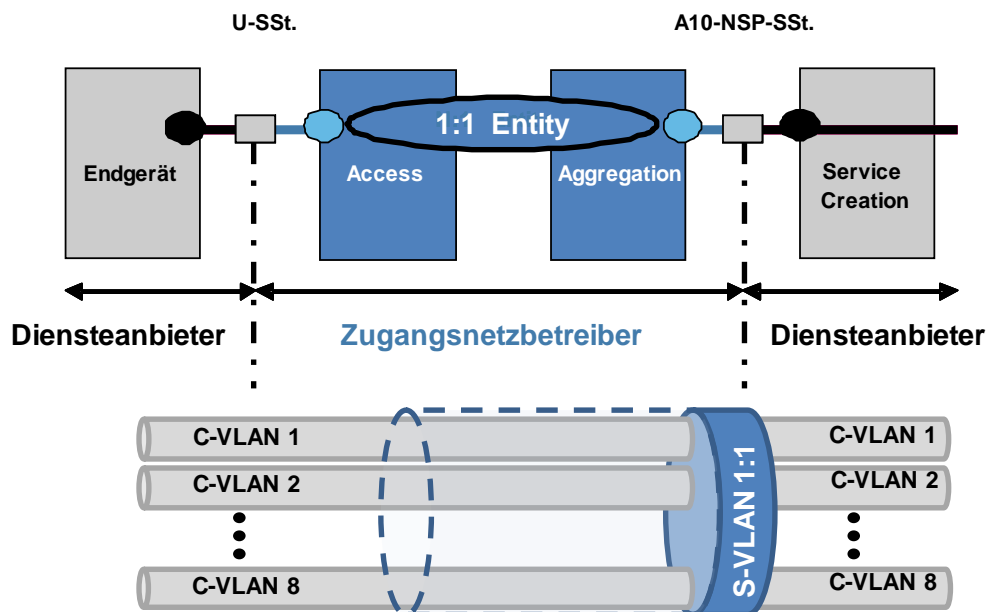 U-SSt.
A10-NSP-SSt.
1:1 Entity
Endgerät
Access
Aggregation
Service
Creation
Diensteanbieter
Zugangsnetzbetreiber
Diensteanbieter
C-VLAN 1
C-VLAN 1
C-VLAN 2
C-VLAN 2
S-VLAN 1:1
C-VLAN 8
C-VLAN 8